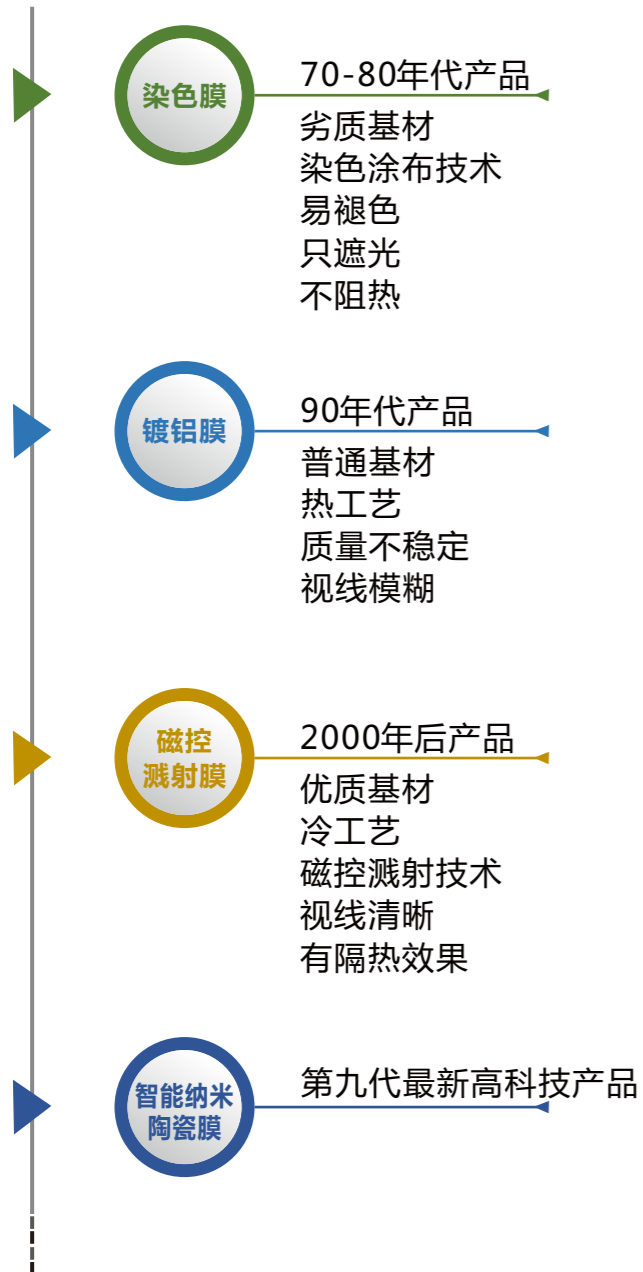 染色膜
70-80年代产品
劣质基材
染色涂布技术
易褪色
只遮光
不阻热
镀铝膜
90年代产品
普通基材
热工艺
质量不稳定
视线模糊
磁控
溅射膜
2000年后产品
优质基材
冷工艺
磁控溅射技术
视线清晰
有隔热效果
智能纳米
陶瓷膜
第九代最新高科技产品